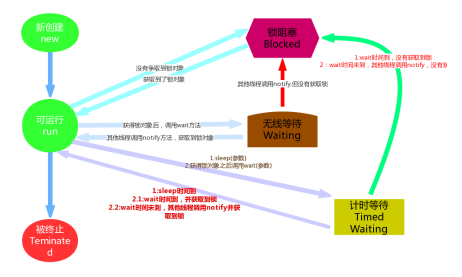 新创建
new
锁阻塞
Blocked
1:wait时间到，没有获取到锁
2：wait时间未到，其他线程调用notify，没有
没有争取到锁对象
获取到了锁对象
其他线程调用notify,但没有获取锁
可运行
run
获得锁对象后，调用wait方法
其他线程调用notify方法，获取到锁对象
无线等待
Waiting
1:sleep(参数)
2.获得锁对象之后调用wait(参数)
1:sleep时间到
2.1:wait时间到，并获取到锁
2.2:wait时间未到，其他线程调用notify并获
取到锁
计时等待
Timed
Waiting
被终止
Teminate
d